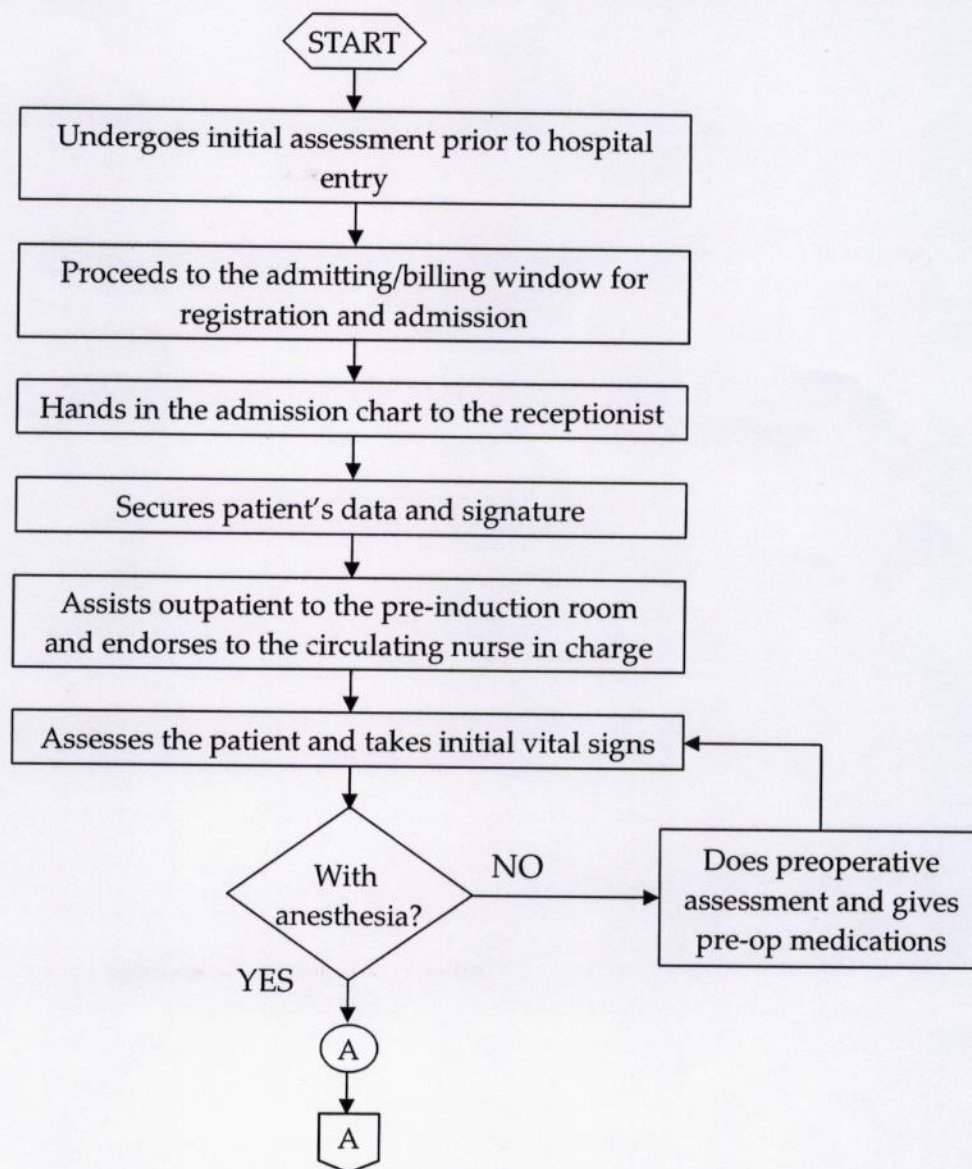 START
Undergoes initial assessment prior to hospital
entry
Proceeds to the admitting/billing window for
registration and admission
Hands in the admission chart to the receptionist
Secures patient's data and signature
Assists outpatient to the pre-induction room
and endorses to the circulating nurse in charge
Assesses the patient and takes initial vital signs
With
anesthesia?
NO
Does preoperative
assessment and gives
pre-op medications
YES
A
A